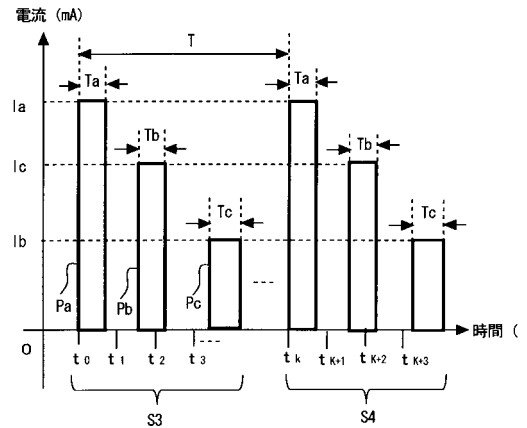 電流 (mA)
T
Ta
Ta
Ia
Tb
Tb
Ic
Tc
Tc
Ib
Pa
Pb
Pc
----
0
t0
t1
t2
t3
----
tk
tK+1
tK+2
tK+3
時間 (
S3
S4